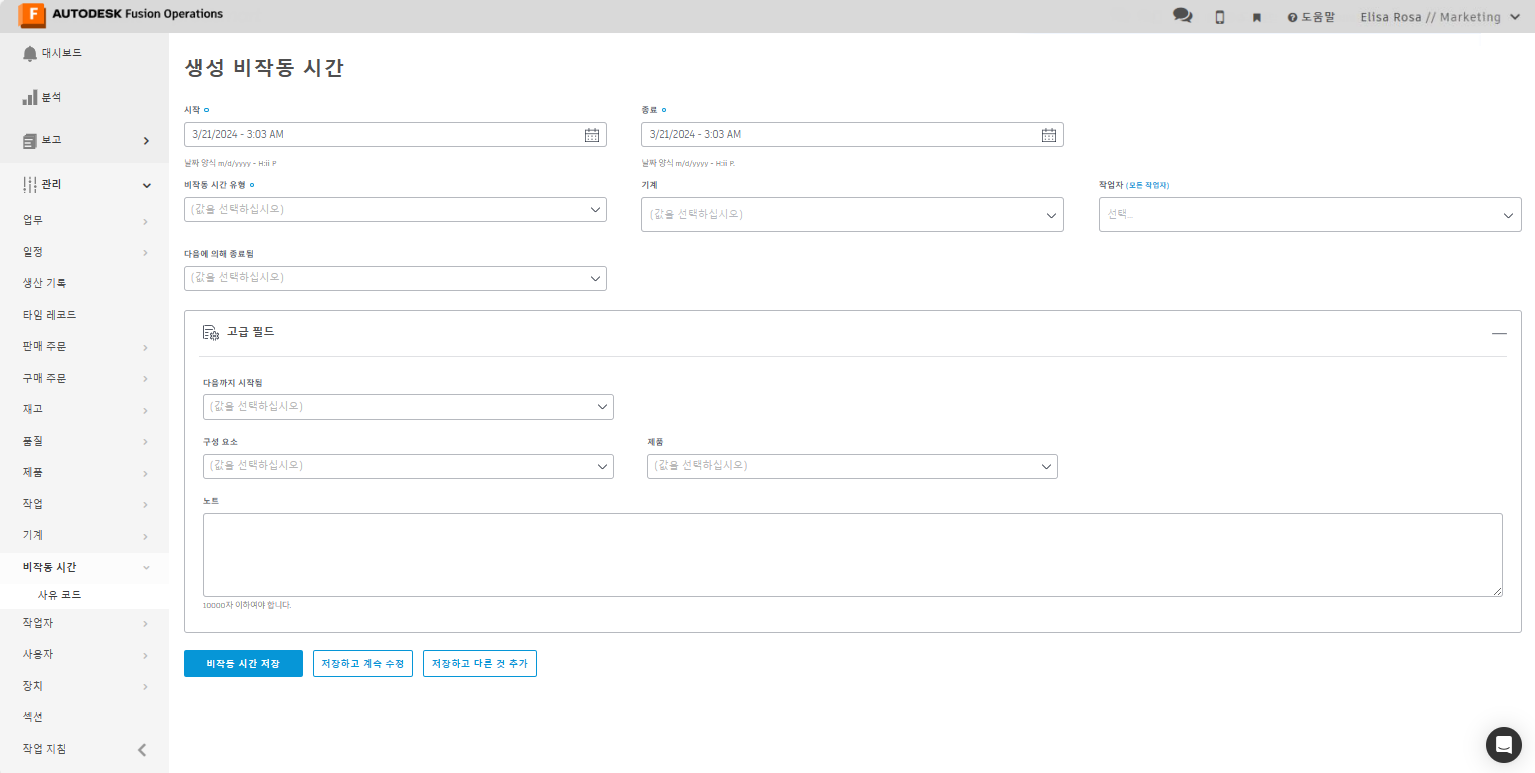 F AUTODESK Fusion Operations
도움말
Elisa Rosa // Marketing
대시보드
분석
보고
관리
업무
일정
생산 기록
타임 레코드
판매 주문
구매 주문
재고
품질
제품
작업
기계
비작동 시간
사유 코드
작업자
사용자
장치
섹션
작업 지침
생성 비작동 시간
시작
종료
3/21/2024 - 3:03 AM
3/21/2024 - 3:03 AM
날짜 양식 m/d/yyyy - H:ii P
날짜 양식 m/d/yyyy - H:ii P.
비작동 시간 유형
기계
작업자 (모든 작업자)
(값을 선택하십시오)
(값을 선택하십시오)
선택...
다음에 의해 종료됨
(값을 선택하십시오)
고급 필드
다음까지 시작됨
(값을 선택하십시오)
구성 요소
제품
(값을 선택하십시오)
(값을 선택하십시오)
노트
10000자 이하여야 합니다.
비작동 시간 저장
저장하고 계속 수정
저장하고 다른 것 추가